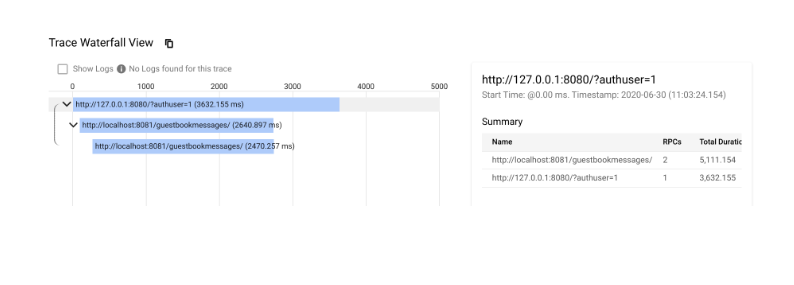 Trace Waterfall View
Show Logs No Logs found for this trace
0 1000 2000 3000 4000 5000
http://127.0.0.1:8080/?authuser=1 (3632.155 ms)
http://localhost:8081/guestbookmessages/ (2640.897 ms)
http://localhost:8081/guestbookmessages/ (2470.257 ms)
http://127.0.0.1:8080/?authuser=1
Start Time: @0.00 ms. Timestamp: 2020-06-30 (11:03:24.154)
Summary
Name RPCs Total Duratic
http://localhost:8081/guestbookmessages/ 2 5,111.154
http://127.0.0.1:8080/?authuser=1 1 3,632.155